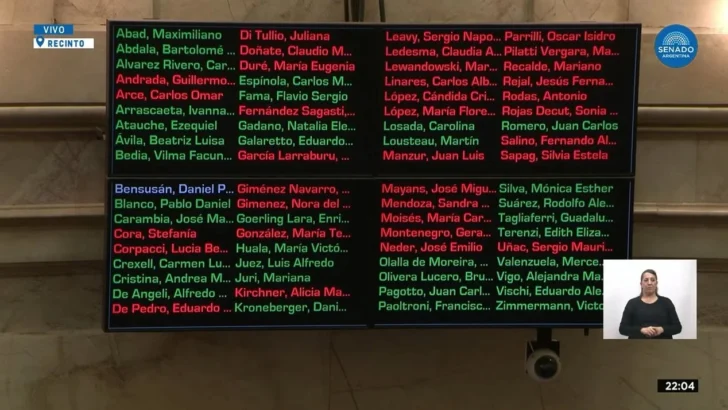 VIVO
RECINTO
SENADO
ARGENTINA
Abad, Maximiliano
Abdala, Bartolomé ...
Alvarez Rivero, Car...
Andrada, Guillermo...
Arce, Carlos Omar
Arrascaeta, Ivanna...
Atauche, Ezequiel
Ávila, Beatriz Luisa
Bedia, Vilma Facun...
Di Tullio, Juliana
Doñate, Claudio M...
Duré, María Eugenia
Espínola, Carlos M...
Fama, Flavio Sergio
Fernández Sagasti,...
Gadano, Natalia Ele...
Galaretto, Eduardo...
García Larraburu, ...
Leavy, Sergio Napo...
Ledesma, Claudia A...
Lewandowski, Mar...
Linares, Carlos Alb...
López, Cándida Cri...
López, María Flore...
Losada, Carolina
Lousteau, Martín
Manzur, Juan Luis
Parrilli, Oscar Isidro
Pilatti Vergara, Ma...
Recalde, Mariano
Rejal, Jesús Ferna...
Rodas, Antonio
Rojas Decut, Sonia ...
Romero, Juan Carlos
Salino, Fernando Al...
Sapag, Silvia Estela
Bensusán, Daniel P...
Blanco, Pablo Daniel
Carambia, José Ma...
Cora, Stefanía
Corpacci, Lucia Be...
Crexell, Carmen Lu...
Cristina, Andrea M...
De Angeli, Alfredo ...
De Pedro, Eduardo ...
Giménez Navarro, ...
Gimenez, Nora del ...
Goerling Lara, Enri...
González, María Te...
Huala, María Victó...
Juez, Luis Alfredo
Juri, Mariana
Kirchner, Alicia Ma...
Kroneberger, Dani...
Mayans, José Migu...
Mendoza, Sandra ...
Moisés, María Car...
Montenegro, Gera...
Neder, José Emilio
Olalla de Moreira, ...
Olivera Lucero, Bru...
Pagotto, Juan Carl...
Paoltroni, Francisc...
Silva, Mónica Esther
Suárez, Rodolfo Ale...
Tagliaferri, Guadalu...
Terenzi, Edith Eliza...
Uñac, Sergio Mauri...
Valenzuela, Merce...
Vigo, Alejandra Ma...
Vischi, Eduardo Ale...
Zimmermann, Victo
22:04